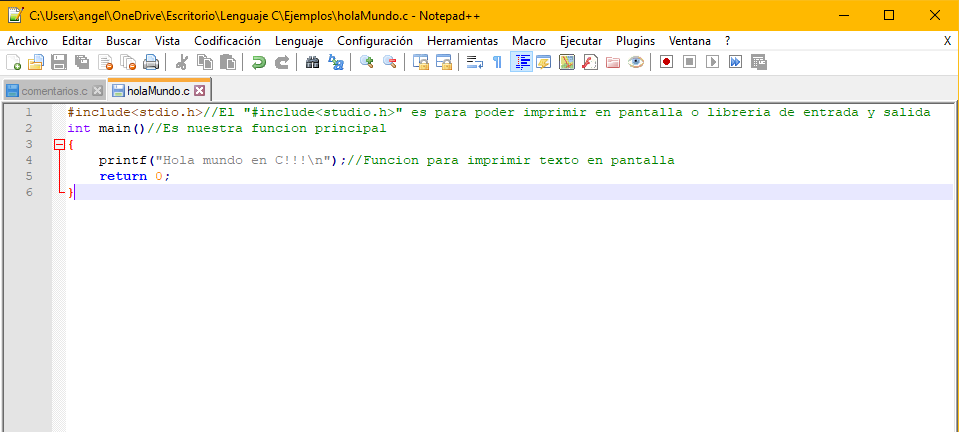 C:\Users\angel\OneDrive\Escritorio\Lenguaje C\Ejemplos\holaMundo.c - Notepad++
Archivo Editar Buscar Vista Codificación Lenguaje Configuración Herramientas Macro Ejecutar Plugins Ventana ? X
comentarios.c holaMundo.c
1 #include<stdio.h>//El "#include<studio.h>" es para poder imprimir en pantalla o libreria de entrada y salida
2 int main()//Es nuestra funcion principal
3 {
4 printf("Hola mundo en C!!!\n");//Funcion para imprimir texto en pantalla
5 return 0;
6 }